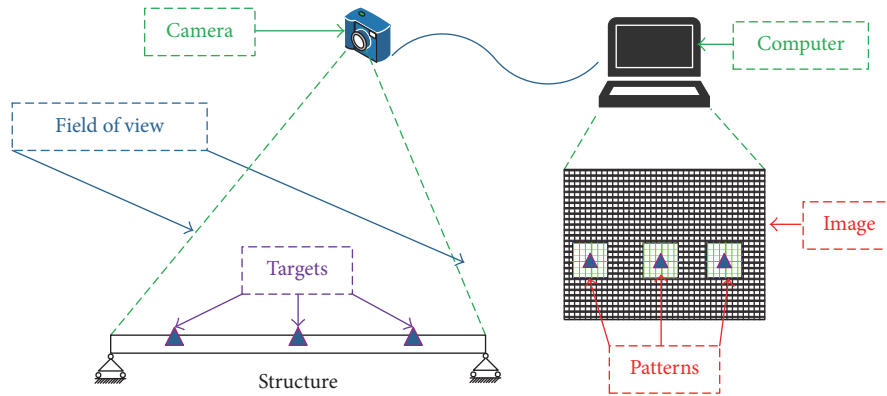 Camera
Computer
Field of view
Image
Targets
Patterns
Structure